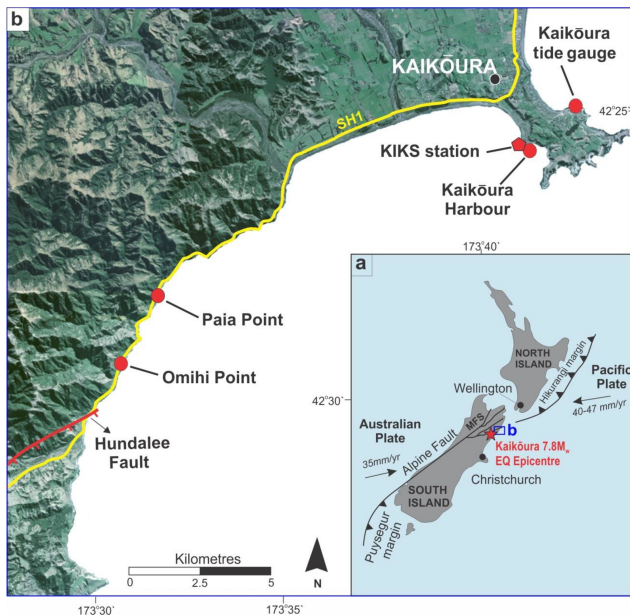 b
Kaikōura
tide gauge
KAIKŌURA
42°25'
SH1
KIKS station
Kaikōura
Harbour
173°40'
a
Paia Point
NORTH
ISLAND
Hikurangi margin
Pacific
Plate
Omihi Point
Wellington
42°30'
40-47 mm/yr
Australian
Plate
MFS
b
Hundalee
Fault
Alpine Fault
Kaikōura 7.8Mw
EQ Epicentre
35mm/yr
Christchurch
SOUTH
ISLAND
Puysegur
margin
Kilometres
0 2.5 5
N
173°30'
173°35'